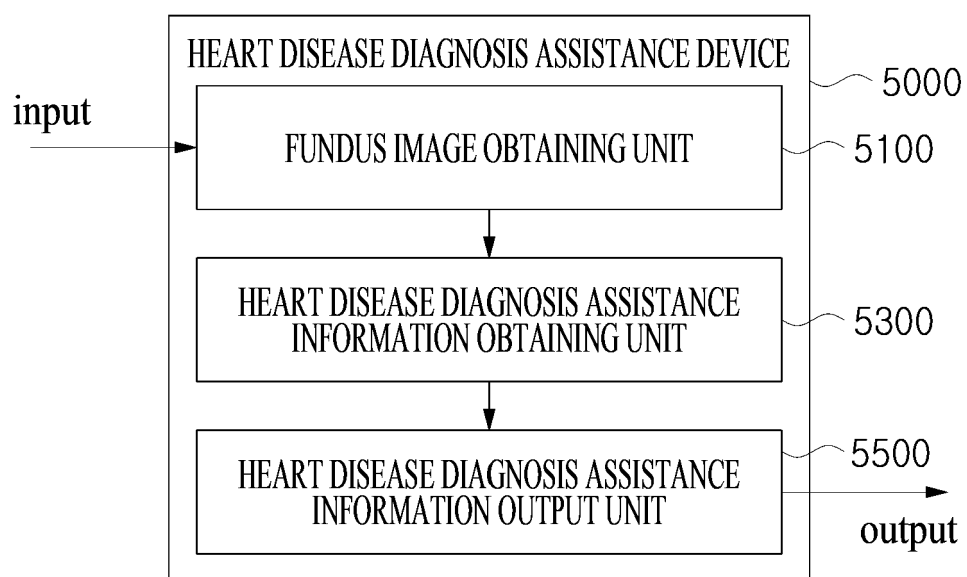 HEART DISEASE DIAGNOSIS ASSISTANCE DEVICE
5000
input
FUNDUS IMAGE OBTAINING UNIT
5100
HEART DISEASE DIAGNOSIS ASSISTANCE
INFORMATION OBTAINING UNIT
5300
HEART DISEASE DIAGNOSIS ASSISTANCE
INFORMATION OUTPUT UNIT
5500
output